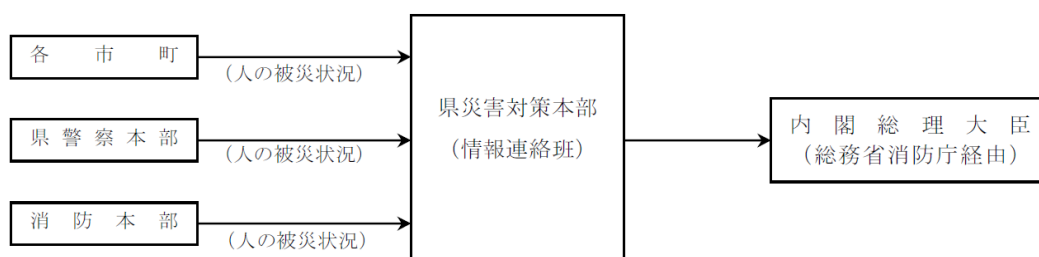 各市町
(人の被災状況)
県警察本部
(人の被災状況)
消防本部
(人の被災状況)
県災害対策本部
(情報連絡班)
内閣総理大臣
(総務省消防庁経由)